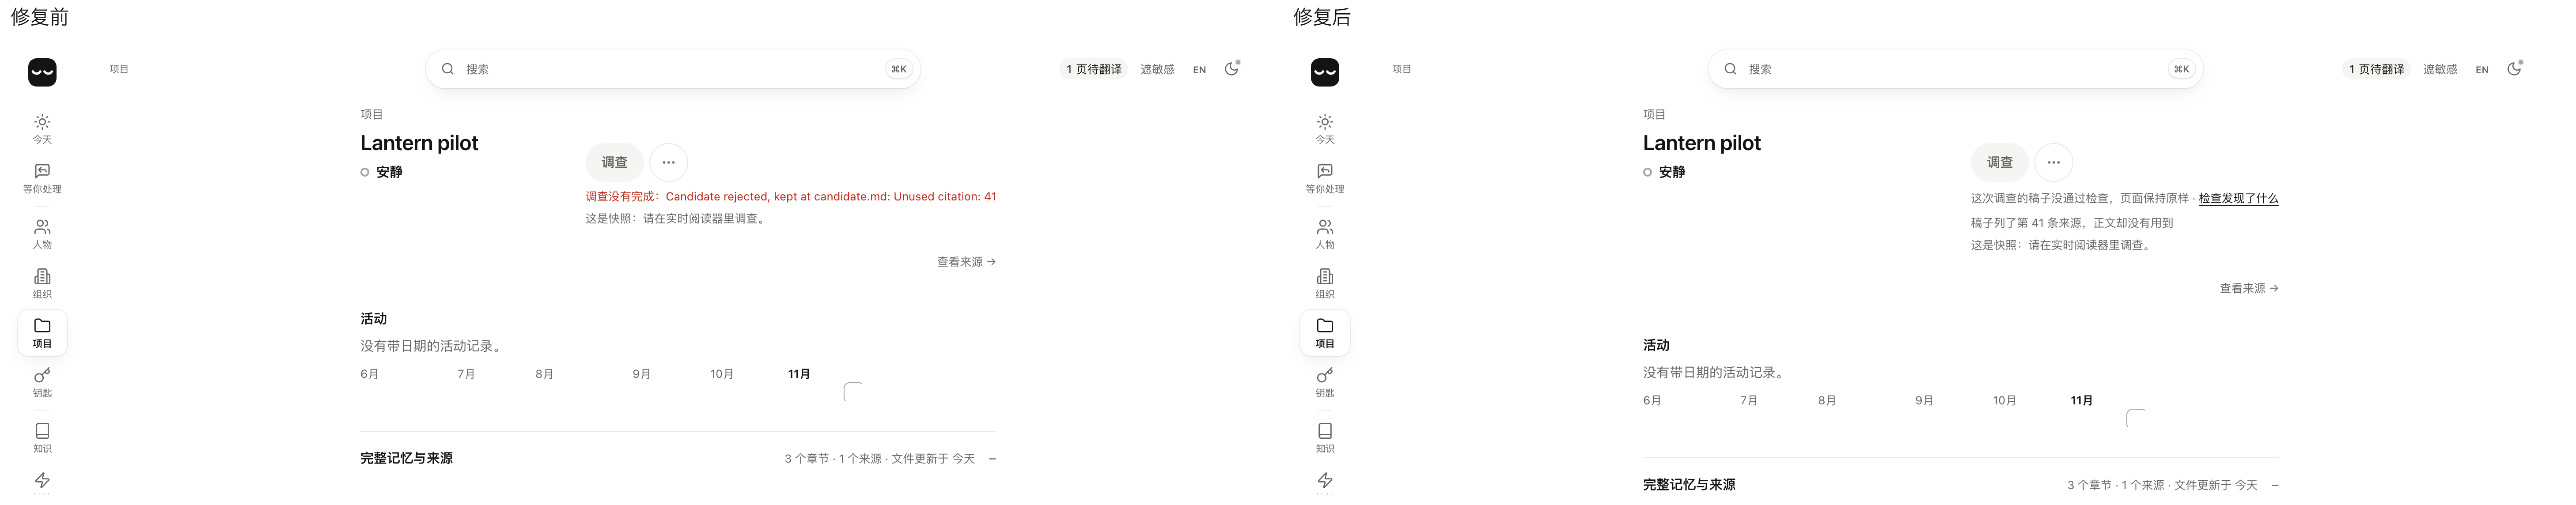 修复前
项目
搜索
⌘K
1 页待翻译
遮敏感
EN
今天
等你处理
人物
组织
项目
钥匙
知识
项目
Lantern pilot
安静
调查
···
调查没有完成：Candidate rejected, kept at candidate.md: Unused citation: 41
这是快照：请在实时阅读器里调查。
查看来源 →
活动
没有带日期的活动记录。
6月 7月 8月 9月 10月 11月
完整记忆与来源
3 个章节 · 1 个来源 · 文件更新于 今天 −
修复后
项目
搜索
⌘K
1 页待翻译
遮敏感
EN
今天
等你处理
人物
组织
项目
钥匙
知识
项目
Lantern pilot
安静
调查
···
这次调查的稿子没通过检查，页面保持原样 · 检查发现了什么
稿子列了第 41 条来源，正文却没有用到
这是快照：请在实时阅读器里调查。
查看来源 →
活动
没有带日期的活动记录。
6月 7月 8月 9月 10月 11月
完整记忆与来源
3 个章节 · 1 个来源 · 文件更新于 今天 −